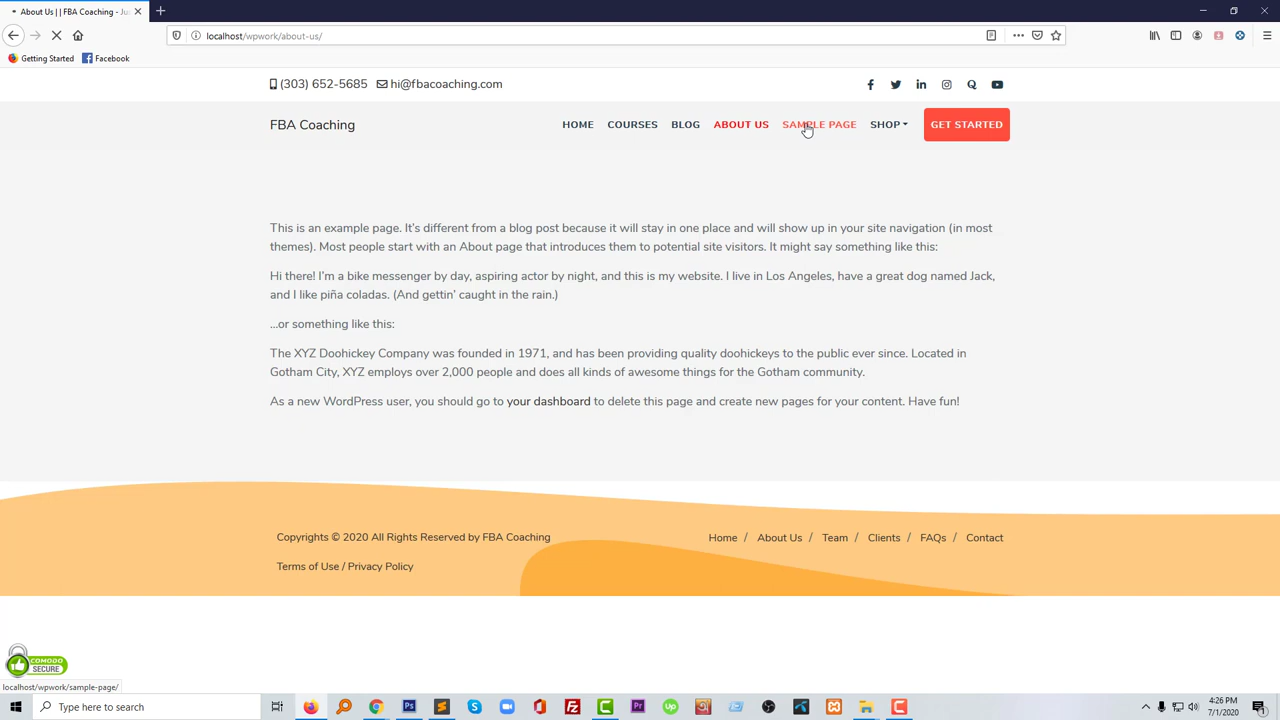 About Us | | FBA Coaching - Ju
localhost/wpwork/about-us/
Getting Started
Facebook
(303) 652-5685
hi@fbacoaching.com
FBA Coaching
HOME
COURSES
BLOG
ABOUT US
SAMPLE PAGE
SHOP
GET STARTED
This is an example page. It's different from a blog post because it will stay in one place and will show up in your site navigation (in most
themes). Most people start with an About page that introduces them to potential site visitors. It might say something like this:
Hi there! I'm a bike messenger by day, aspiring actor by night, and this is my website. I live in Los Angeles, have a great dog named Jack,
and I like piña coladas. (And gettin' caught in the rain.)
...or something like this:
The XYZ Doohickey Company was founded in 1971, and has been providing quality doohickeys to the public ever since. Located in
Gotham City, XYZ employs over 2,000 people and does all kinds of awesome things for the Gotham community.
As a new WordPress user, you should go to your dashboard to delete this page and create new pages for your content. Have fun!
Copyrights © 2020 All Rights Reserved by FBA Coaching
Home / About Us / Team / Clients / FAQs / Contact
Terms of Use / Privacy Policy
COMODO
SECURE
localhost/wpwork/sample-page/
Type here to search
4:26 PM
7/1/2020